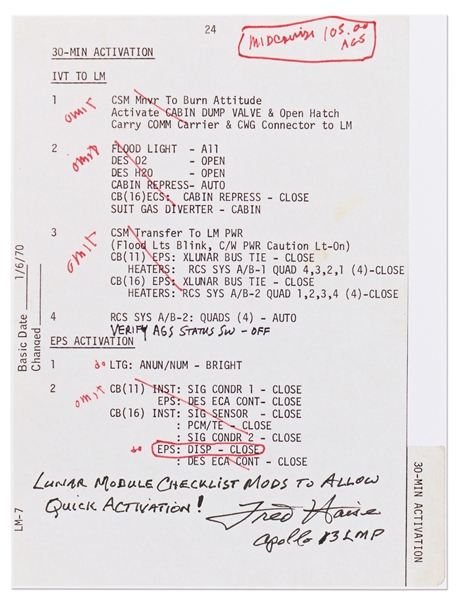 24
MIDCOURSE 105.00
AGS
30-MIN ACTIVATION
IVT TO LM
1 CSM Mnvr To Burn Attitude
omit Activate CABIN DUMP VALVE & Open Hatch
Carry COMM Carrier & CWG Connector to LM
2 FLOOD LIGHT - All
omit DES O2 - OPEN
DES H2O - OPEN
CABIN REPRESS- AUTO
CB(16)ECS: CABIN REPRESS - CLOSE
SUIT GAS DIVERTER - CABIN
3 CSM Transfer To LM PWR
(Flood Lts Blink, C/W PWR Caution Lt-On)
omit CB(11) EPS: XLUNAR BUS TIE - CLOSE
HEATERS: RCS SYS A/B-1 QUAD 4,3,2,1 (4)-CLOSE
CB(16) EPS: XLUNAR BUS TIE - CLOSE
HEATERS: RCS SYS A/B-2 QUAD 1,2,3,4 (4)-CLOSE
4 RCS SYS A/B-2: QUADS (4) - AUTO
VERIFY AGS STATUS SW - OFF
EPS ACTIVATION
1 do LTG: ANUN/NUM - BRIGHT
2 CB(11) INST: SIG CONDR 1 - CLOSE
omit EPS: DES ECA CONT- CLOSE
CB(16) INST: SIG SENSOR - CLOSE
: PCM/TE - CLOSE
: SIG CONDR 2 - CLOSE
do EPS: DISP - CLOSE
: DES ECA CONT - CLOSE
LUNAR MODULE CHECKLIST MODS TO ALLOW
QUICK ACTIVATION!
Fred Haise
Apollo 13 LMP
Basic Date 1/6/70
Changed
LM-7
30-MIN ACTIVATION